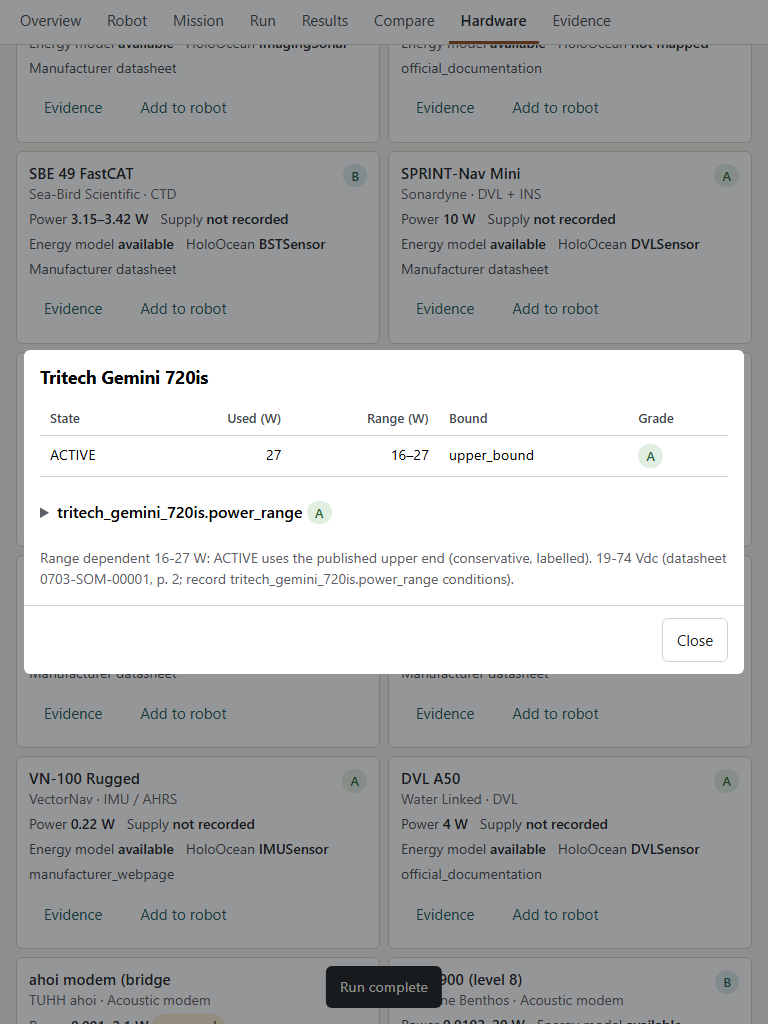 Overview Robot Mission Run Results Compare Hardware Evidence
Energy model available HoloOcean ImagingSonar
Energy model available HoloOcean not mapped
Manufacturer datasheet
official_documentation
Evidence Add to robot
Evidence Add to robot
SBE 49 FastCAT B
Sea-Bird Scientific · CTD
Power 3.15–3.42 W Supply not recorded
Energy model available HoloOcean BSTSensor
Manufacturer datasheet
Evidence Add to robot
SPRINT-Nav Mini A
Sonardyne · DVL + INS
Power 10 W Supply not recorded
Energy model available HoloOcean DVLSensor
Manufacturer datasheet
Evidence Add to robot
Tritech Gemini 720is
State Used (W) Range (W) Bound Grade
ACTIVE 27 16–27 upper_bound A
tritech_gemini_720is.power_range A
Range dependent 16-27 W: ACTIVE uses the published upper end (conservative, labelled). 19-74 Vdc (datasheet
0703-SOM-00001, p. 2; record tritech_gemini_720is.power_range conditions).
Close
Manufacturer datasheet
Manufacturer datasheet
Evidence Add to robot
Evidence Add to robot
VN-100 Rugged A
VectorNav · IMU / AHRS
Power 0.22 W Supply not recorded
Energy model available HoloOcean IMUSensor
manufacturer_webpage
Evidence Add to robot
DVL A50 A
Water Linked · DVL
Power 4 W Supply not recorded
Energy model available HoloOcean DVLSensor
official_documentation
Evidence Add to robot
ahoi modem (bridge
TUHH ahoi · Acoustic modem
900 (level 8) B
Benthos · Acoustic modem
Run complete